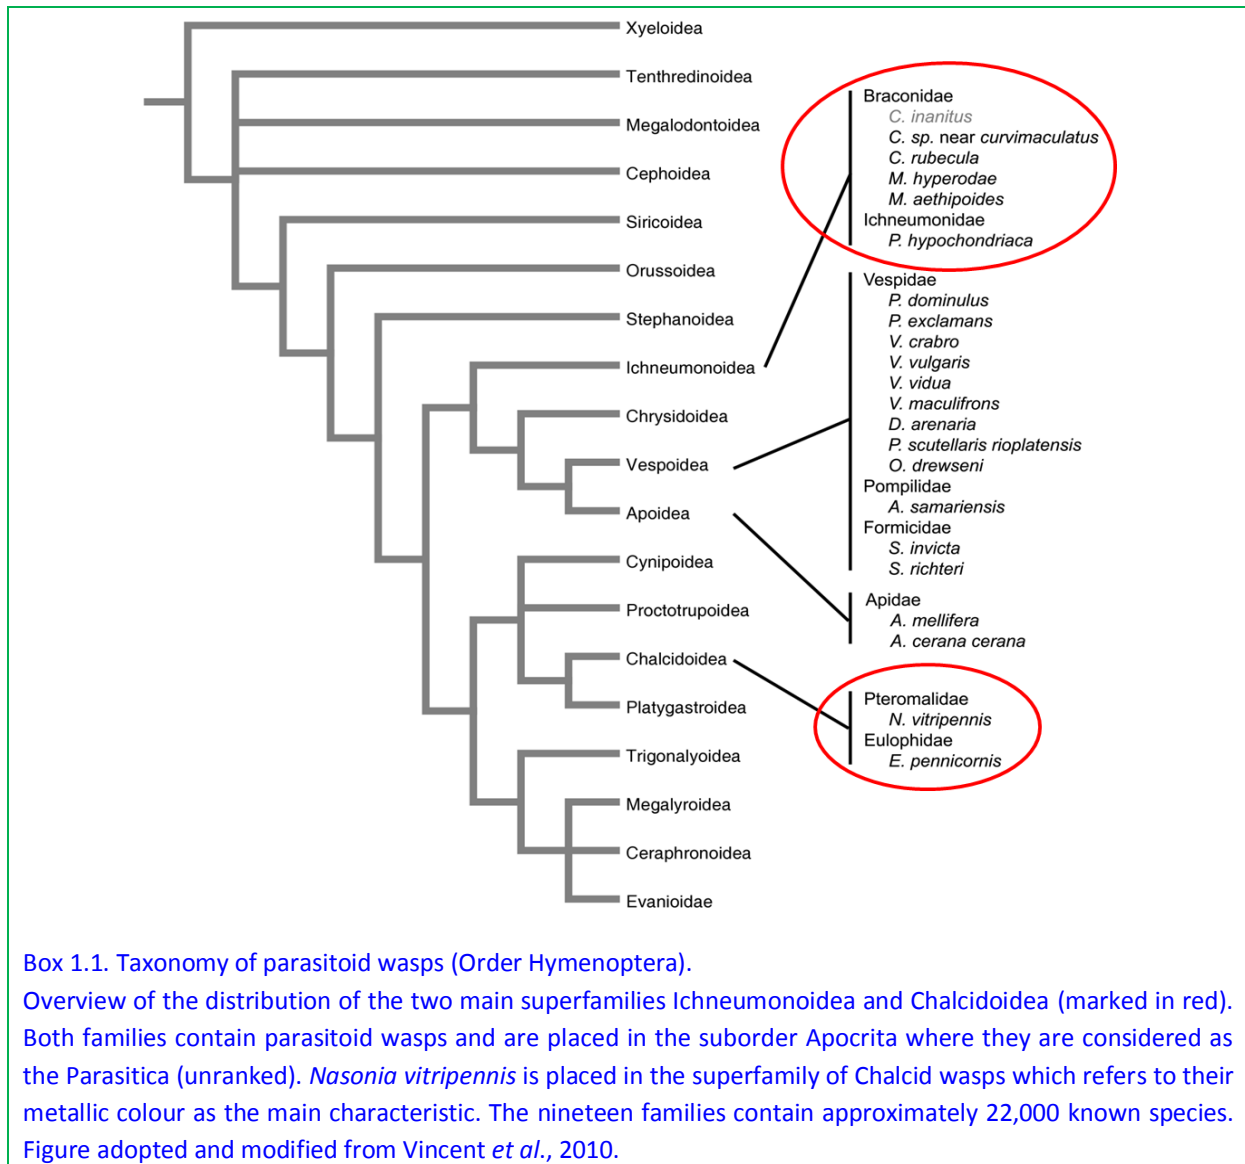 Xyeloidea
Tenthredinoidea
Megalodontoidea
Cephoidea
Siricoidea
Orussoidea
Stephanoidea
Ichneumonoidea
Chrysidoidea
Vespoidea
Apoidea
Cynipoidea
Proctotrupoidea
Chalcidoidea
Platygastroidea
Trigonalyoidea
Megalyroidea
Ceraphronoidea
Evanioidae
Braconidae
C. inanitus
C. sp. near curvimaculatus
C. rubecula
M. hyperodae
M. aethipoides
Ichneumonidae
P. hypochondriaca
Vespidae
P. dominulus
P. exclamans
V. crabro
V. vulgaris
V. vidua
V. maculifrons
D. arenaria
P. scutellaris rioplatensis
O. drewseni
Pompilidae
A. samariensis
Formicidae
S. invicta
S. richteri
Apidae
A. mellifera
A. cerana cerana
Pteromalidae
N. vitripennis
Eulophidae
E. pennicornis
Box 1.1. Taxonomy of parasitoid wasps (Order Hymenoptera).
Overview of the distribution of the two main superfamilies Ichneumonoidea and Chalcidoidea (marked in red).
Both families contain parasitoid wasps and are placed in the suborder Apocrita where they are considered as
the Parasitica (unranked). Nasonia vitripennis is placed in the superfamily of Chalcid wasps which refers to their
metallic colour as the main characteristic. The nineteen families contain approximately 22,000 known species.
Figure adopted and modified from Vincent et al., 2010.